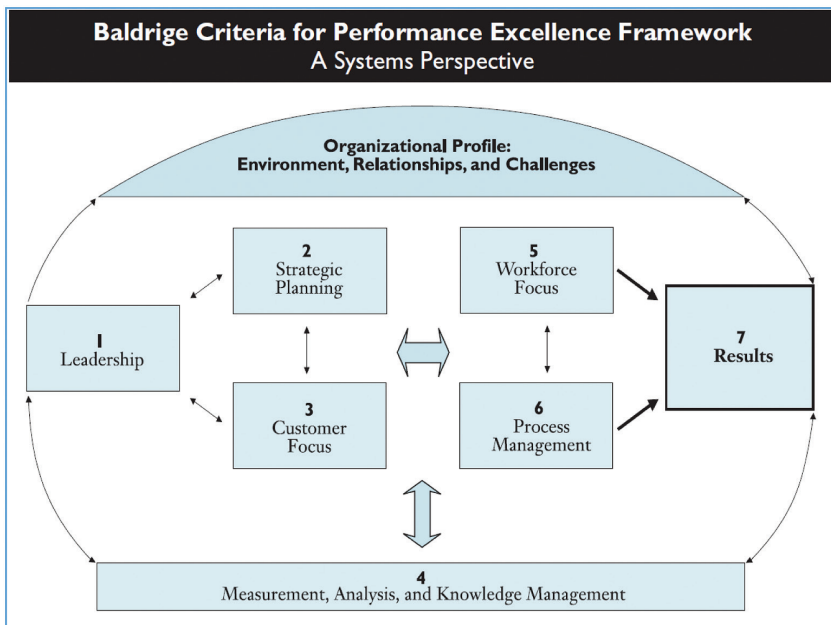 Baldrige Criteria for Performance Excellence Framework
A Systems Perspective
Organizational Profile:
Environment, Relationships, and Challenges
2
Strategic
Planning
5
Workforce
Focus
1
Leadership
7
Results
3
Customer
Focus
6
Process
Management
4
Measurement, Analysis, and Knowledge Management